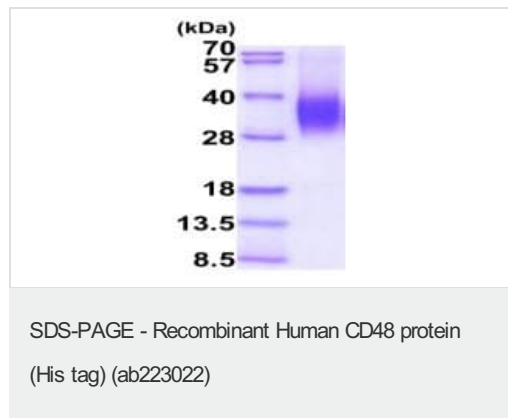 (kDa)
70
57
40
28
18
13.5
8.5
SDS-PAGE - Recombinant Human CD48 protein
(His tag) (ab223022)